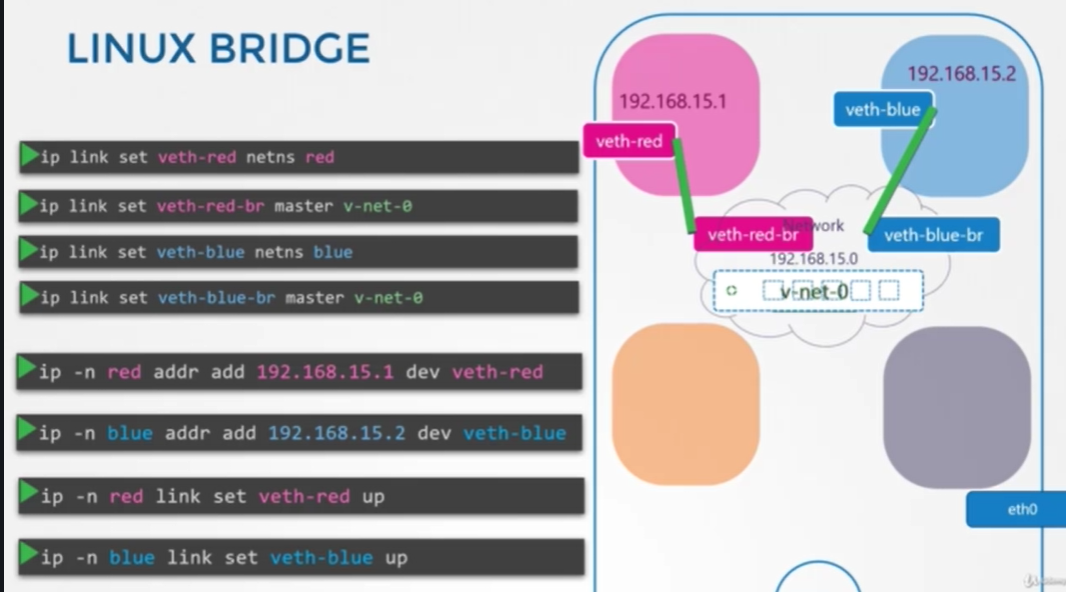 LINUX BRIDGE
ip link set veth-red netns red
ip link set veth-red-br master v-net-0
ip link set veth-blue netns blue
ip link set veth-blue-br master v-net-0
ip -n red addr add 192.168.15.1 dev veth-red
ip -n blue addr add 192.168.15.2 dev veth-blue
ip -n red link set veth-red up
ip -n blue link set veth-blue up
192.168.15.1
veth-red
192.168.15.2
veth-blue
Network
veth-red-br
veth-blue-br
192.168.15.0
v-net-0
eth0